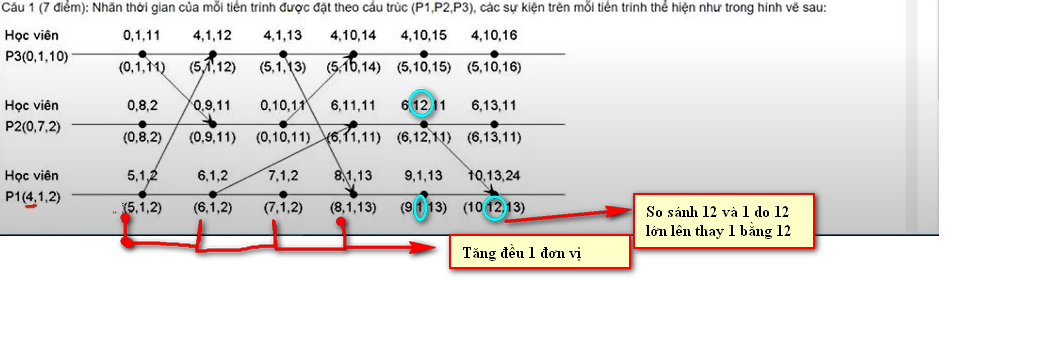 Câu 1 (7 điểm): Nhãn thời gian của mỗi tiến trình được đặt theo cấu trúc (P1,P2,P3), các sự kiện trên mỗi tiến trình thể hiện như trong hình vẽ sau:
Học viên 0,1,11 4,1,12 4,1,13 4,10,14 4,10,15 4,10,16
P3(0,1,10)
(0,1,11) (5,1,12) (5,1,13) (5,10,14) (5,10,15) (5,10,16)
Học viên 0,8,2 0,9,11 0,10,11 6,11,11 6,12,11 6,13,11
P2(0,7,2)
(0,8,2) (0,9,11) (0,10,11) (6,11,11) (6,12,11) (6,13,11)
Học viên 5,1,2 6,1,2 7,1,2 8,1,13 9,1,13 10,13,24
P1(4,1,2)
(5,1,2) (6,1,2) (7,1,2) (8,1,13) (9,1,13) (10,12,13)
So sánh 12 và 1 do 12
lớn lên thay 1 bằng 12
Tăng đều 1 đơn vị